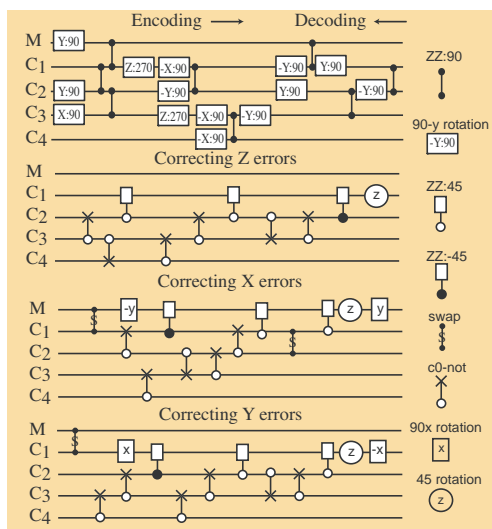 Encoding Decoding
M Y:90
C1 Z:270 -X:90 -Y:90 Y:90
C2 Y:90 -Y:90 Y:90 -Y:90
C3 X:90 Z:270 -X:90 -Y:90
C4 -X:90
ZZ:90
90-y rotation
-Y:90
Correcting Z errors
M
C1 z
C2
C3
C4
ZZ:45
ZZ:-45
Correcting X errors
M -y z y
C1 s
C2 s
C3
C4
swap
s
c0-not
Correcting Y errors
M
s
C1 x z -x
C2
C3
C4
90x rotation
x
45 rotation
z